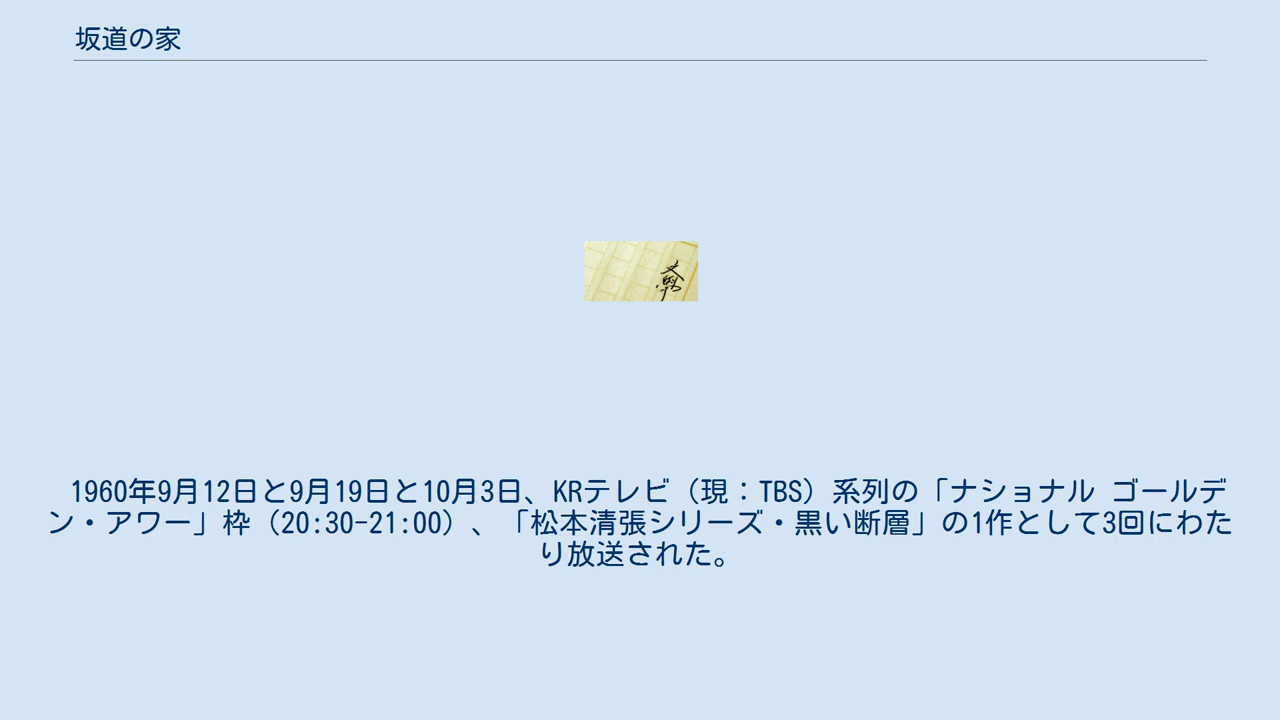 坂道の家
1960年9月12日と9月19日と10月3日、KRテレビ（現：TBS）系列の「ナショナル ゴールデ
ン・アワー」枠（20:30-21:00）、「松本清張シリーズ・黒い断層」の1作として3回にわた
り放送された。